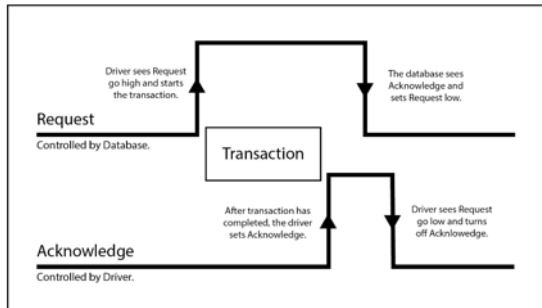 Driver sees Request
go high and starts
the transaction.
The database sees
Acknowledge and
sets Request low.
Request
Controlled by Database.
Transaction
After transaction has
completed, the driver
sets Acknowledge.
Driver sees Request
go low and turns
off Acknlowedge.
Acknowledge
Controlled by Driver.